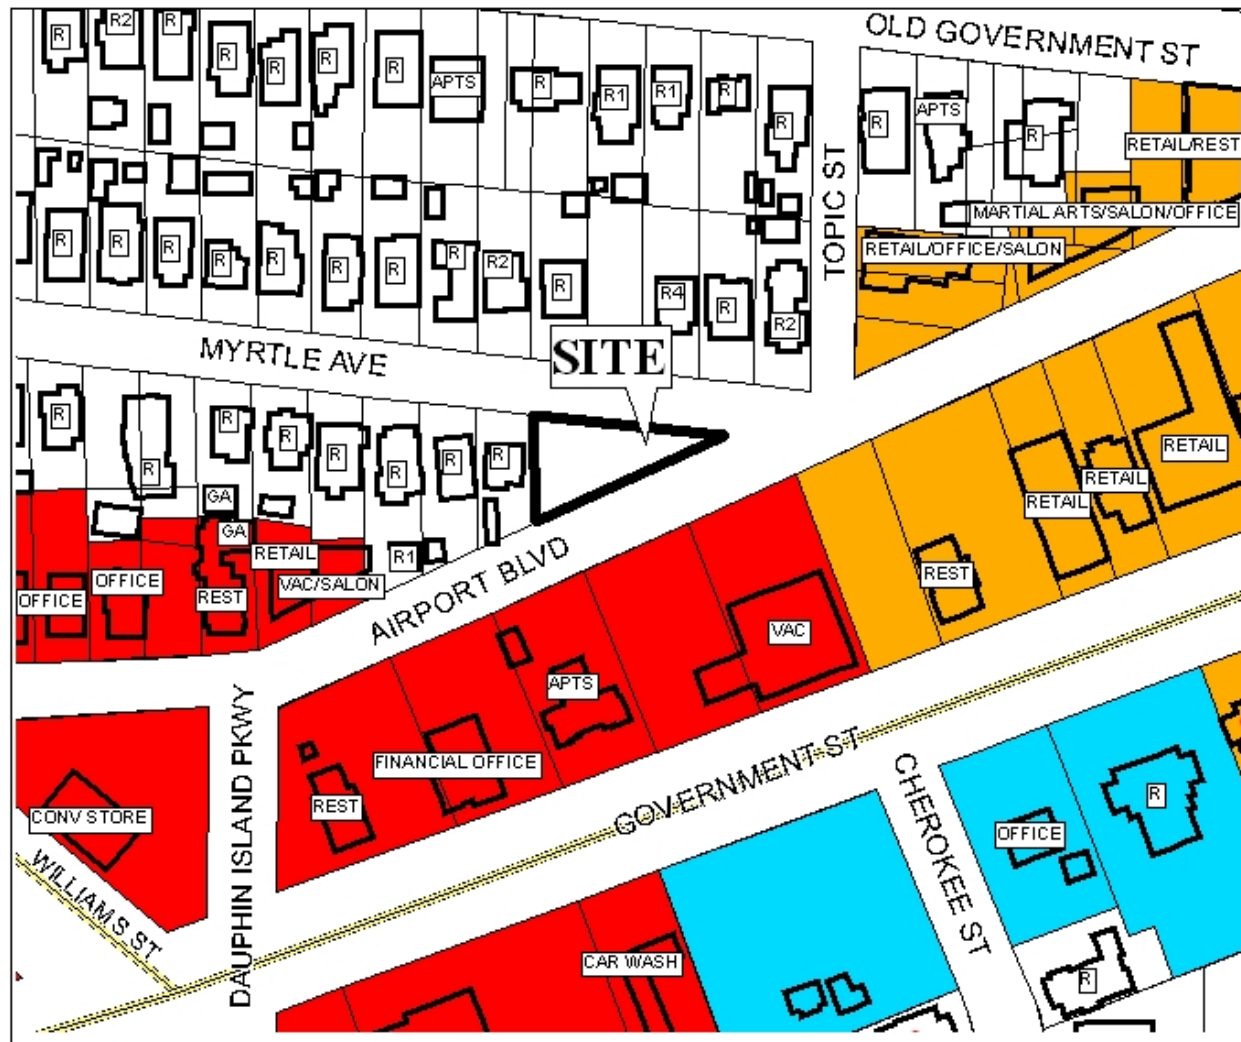 R
R2
R
R
R
R
R
APTS
R
R1
R1
R
R
OLD GOVERNMENT ST
R
APTS
R
RETAIL/REST
TOPIC ST
MARTIAL ARTS/SALON/OFFICE
RETAIL/OFFICE/SALON
R
R
R
R
R
R
R
R
R2
R
R4
R
R2
MYRTLE AVE
SITE
R
R
R
R
R
R
R
R
GA
GA
RETAIL
R1
VAC/SALON
OFFICE
OFFICE
REST
AIRPORT BLVD
RETAIL
RETAIL
RETAIL
REST
VAC
APTS
FINANCIAL OFFICE
REST
CONV STORE
WILLIAMS ST
DAUPHIN ISLAND PKWY
GOVERNMENT ST
CHEROKEE ST
OFFICE
R
CAR WASH
R